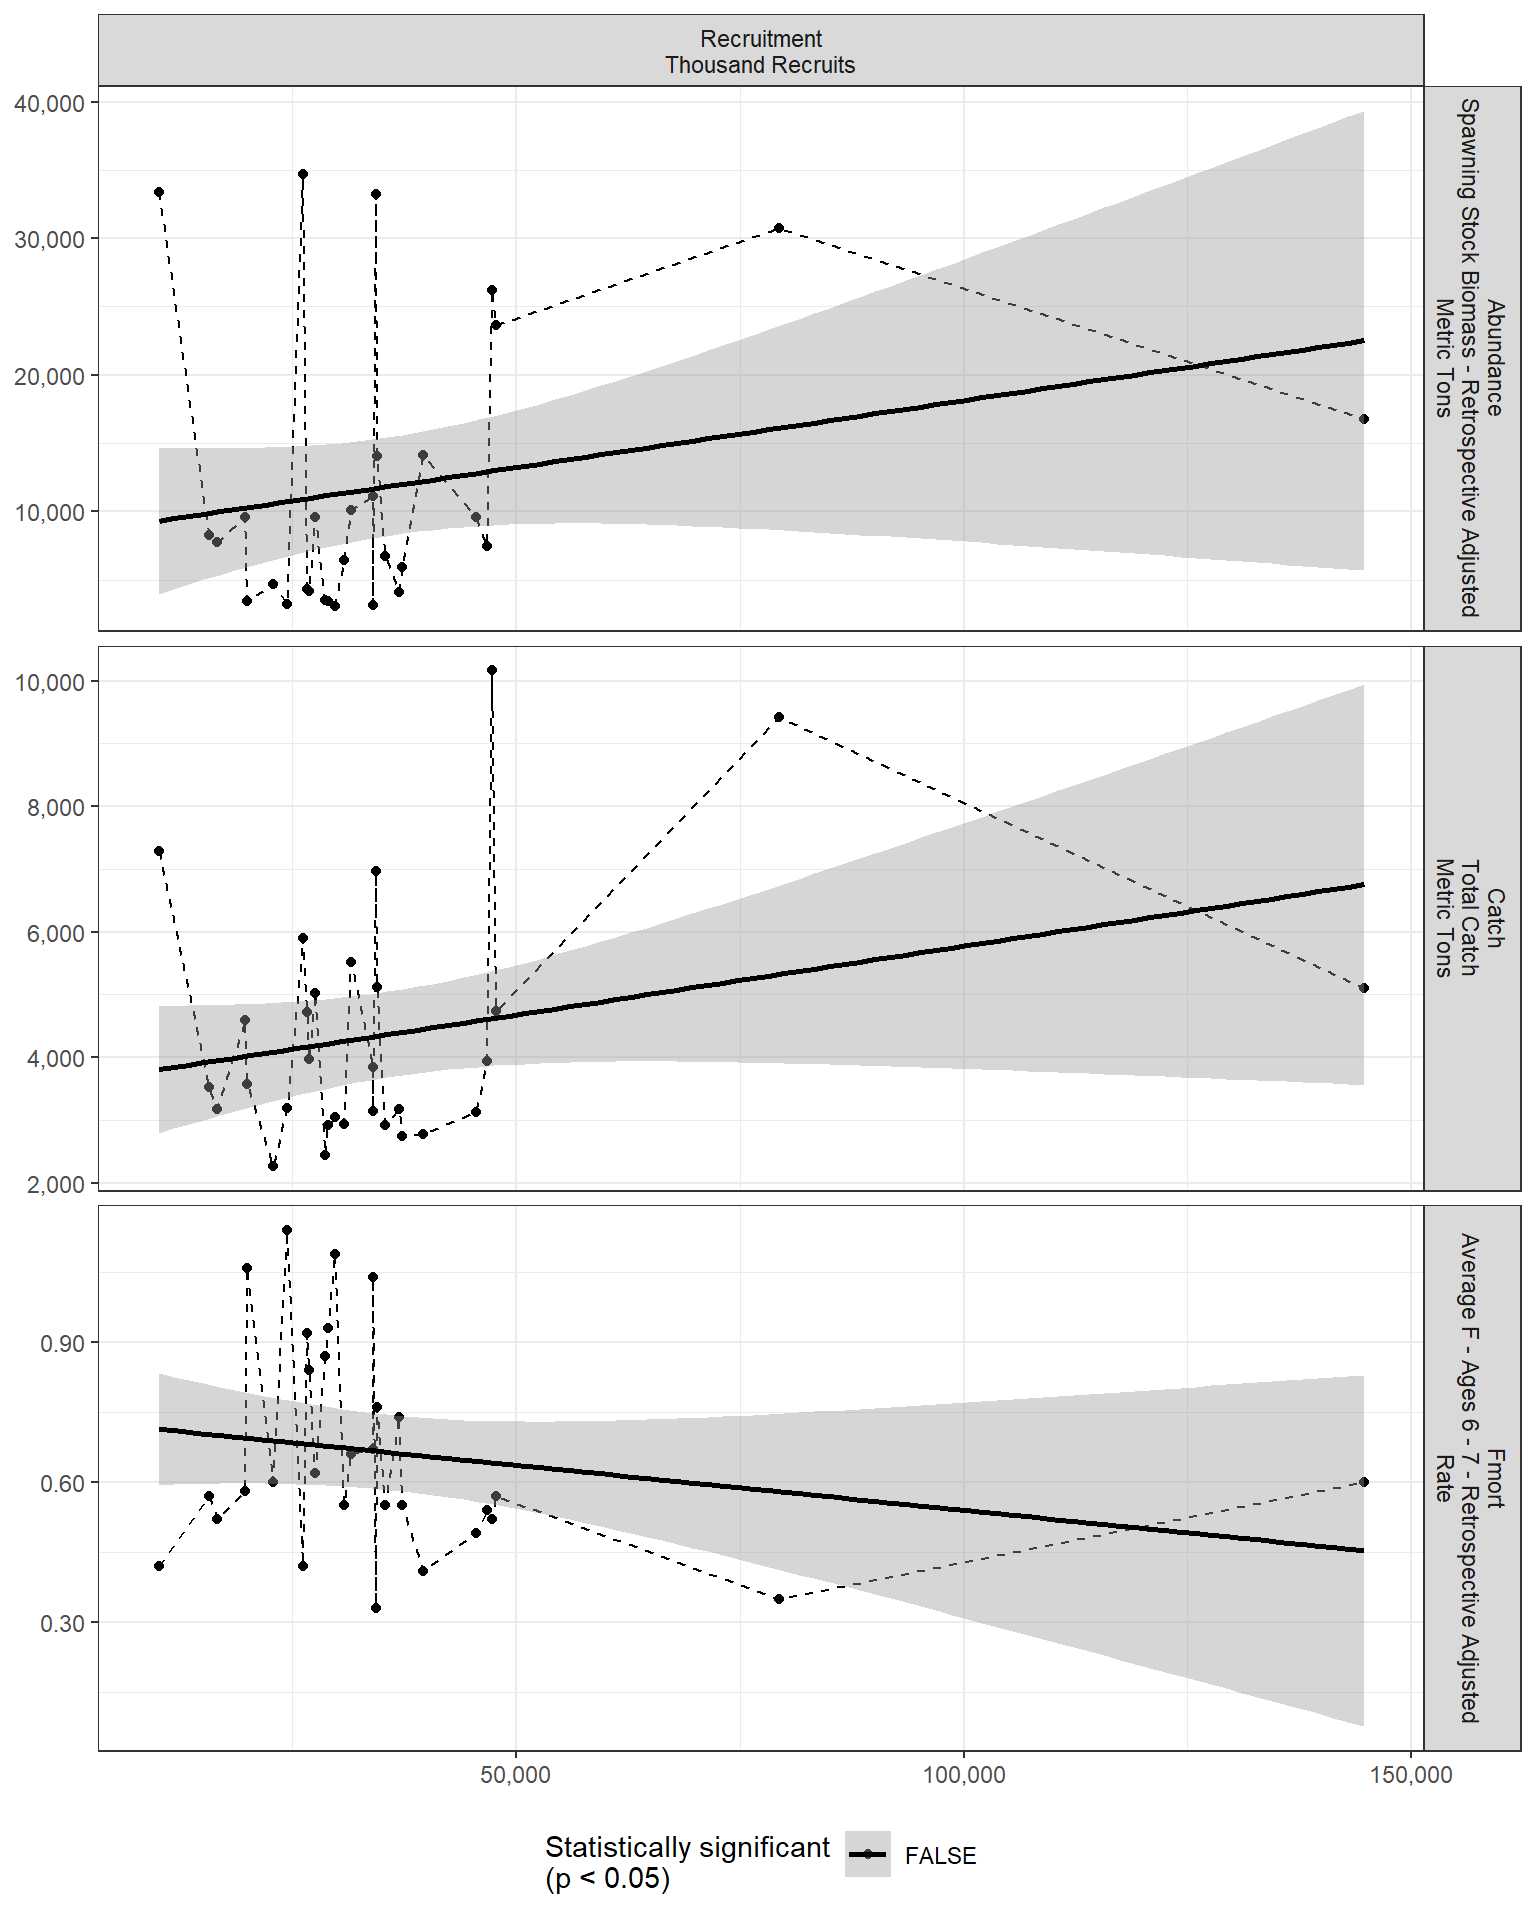 Recruitment
Thousand Recruits
40,000
30,000
20,000
10,000
Abundance
Spawning Stock Biomass - Retrospective Adjusted
Metric Tons
10,000
8,000
6,000
4,000
2,000
Catch
Total Catch
Metric Tons
0.90
0.60
0.30
Fmort
Average F - Ages 6 - 7 - Retrospective Adjusted
Rate
50,000
100,000
150,000
Statistically significant
(p < 0.05)
FALSE